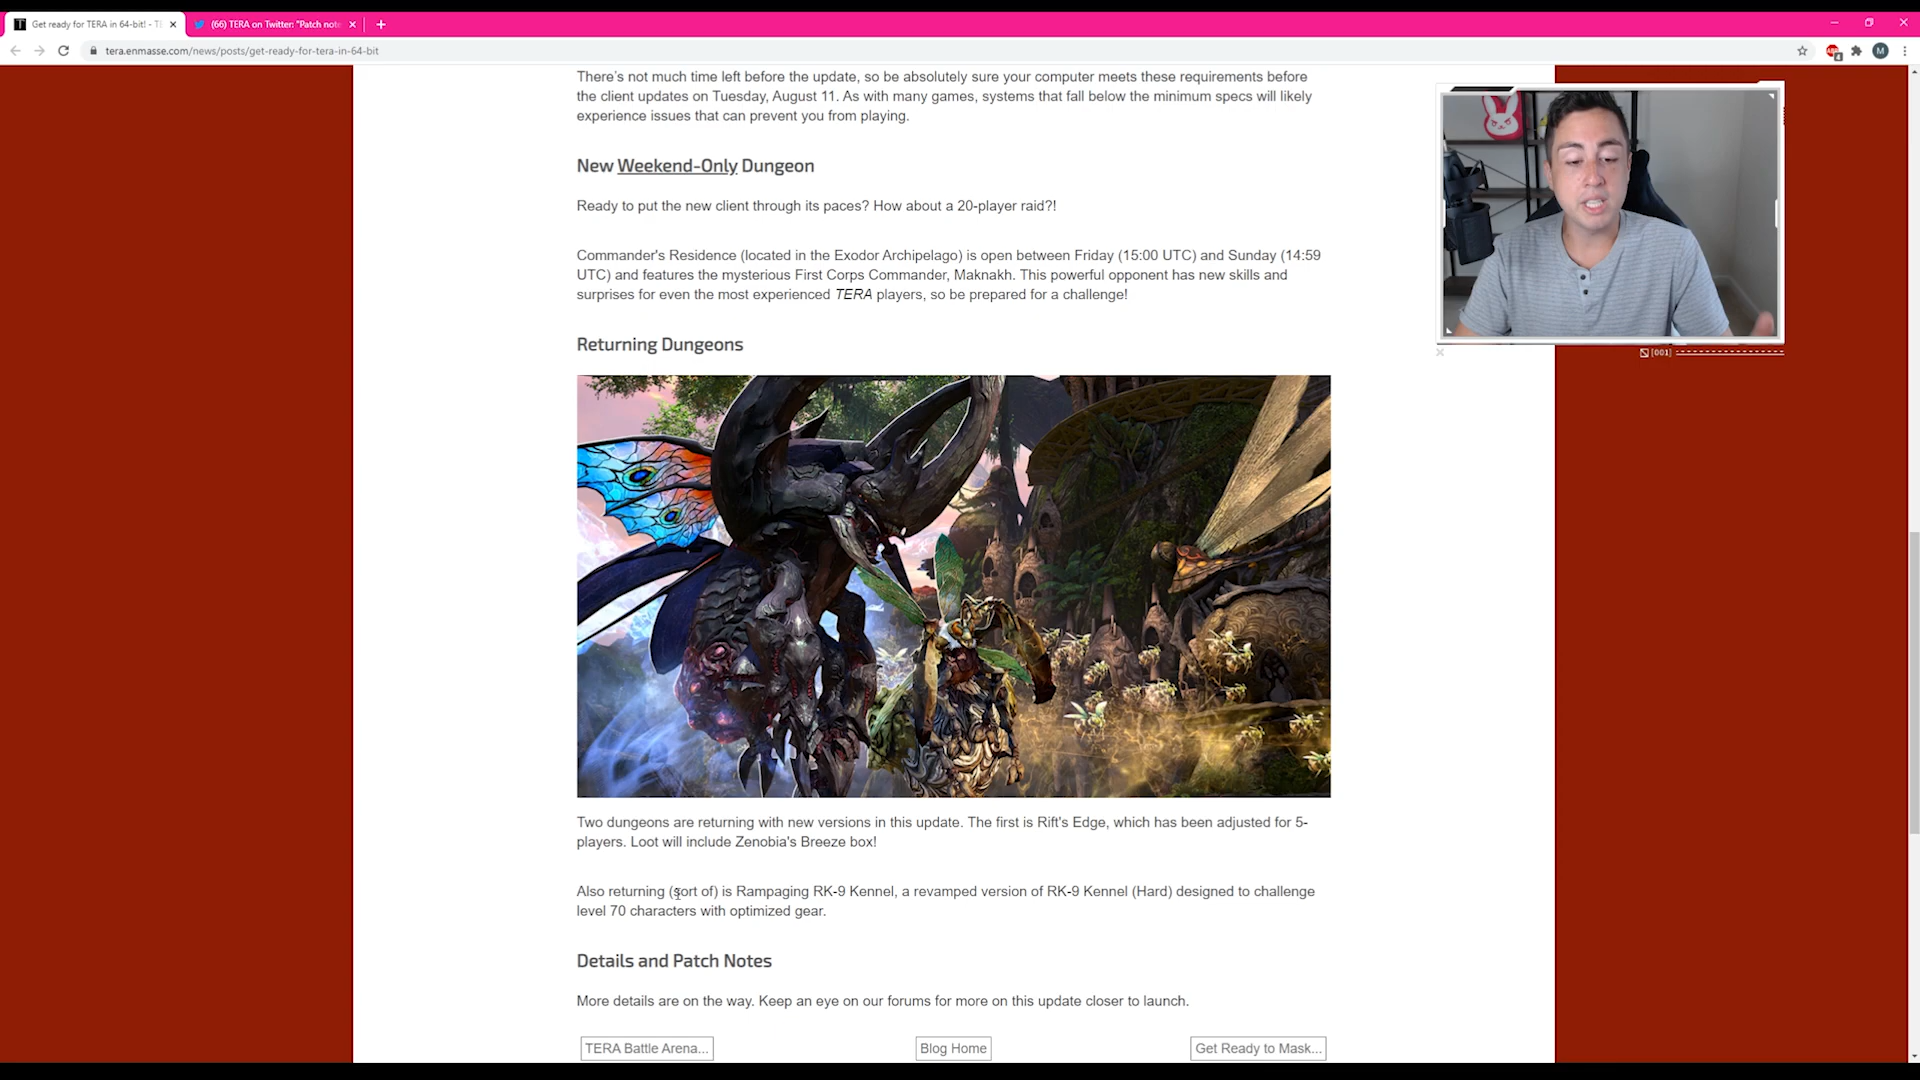 Get ready for TERA in 64-bit! - TE
(66) TERA on Twitter: "Patch note
tera.enmasse.com/news/posts/get-ready-for-tera-in-64-bit
There's not much time left before the update, so be absolutely sure your computer meets these requirements before
the client updates on Tuesday, August 11. As with many games, systems that fall below the minimum specs will likely
experience issues that can prevent you from playing.
New Weekend-Only Dungeon
Ready to put the new client through its paces? How about a 20-player raid?!
Commander's Residence (located in the Exodor Archipelago) is open between Friday (15:00 UTC) and Sunday (14:59
UTC) and features the mysterious First Corps Commander, Maknakh. This powerful opponent has new skills and
surprises for even the most experienced TERA players, so be prepared for a challenge!
[001]
Returning Dungeons
Two dungeons are returning with new versions in this update. The first is Rift's Edge, which has been adjusted for 5-
players. Loot will include Zenobia's Breeze box!
Also returning (sort of) is Rampaging RK-9 Kennel, a revamped version of RK-9 Kennel (Hard) designed to challenge
level 70 characters with optimized gear.
Details and Patch Notes
More details are on the way. Keep an eye on our forums for more on this update closer to launch.
TERA Battle Arena...
Blog Home
Get Ready to Mask...